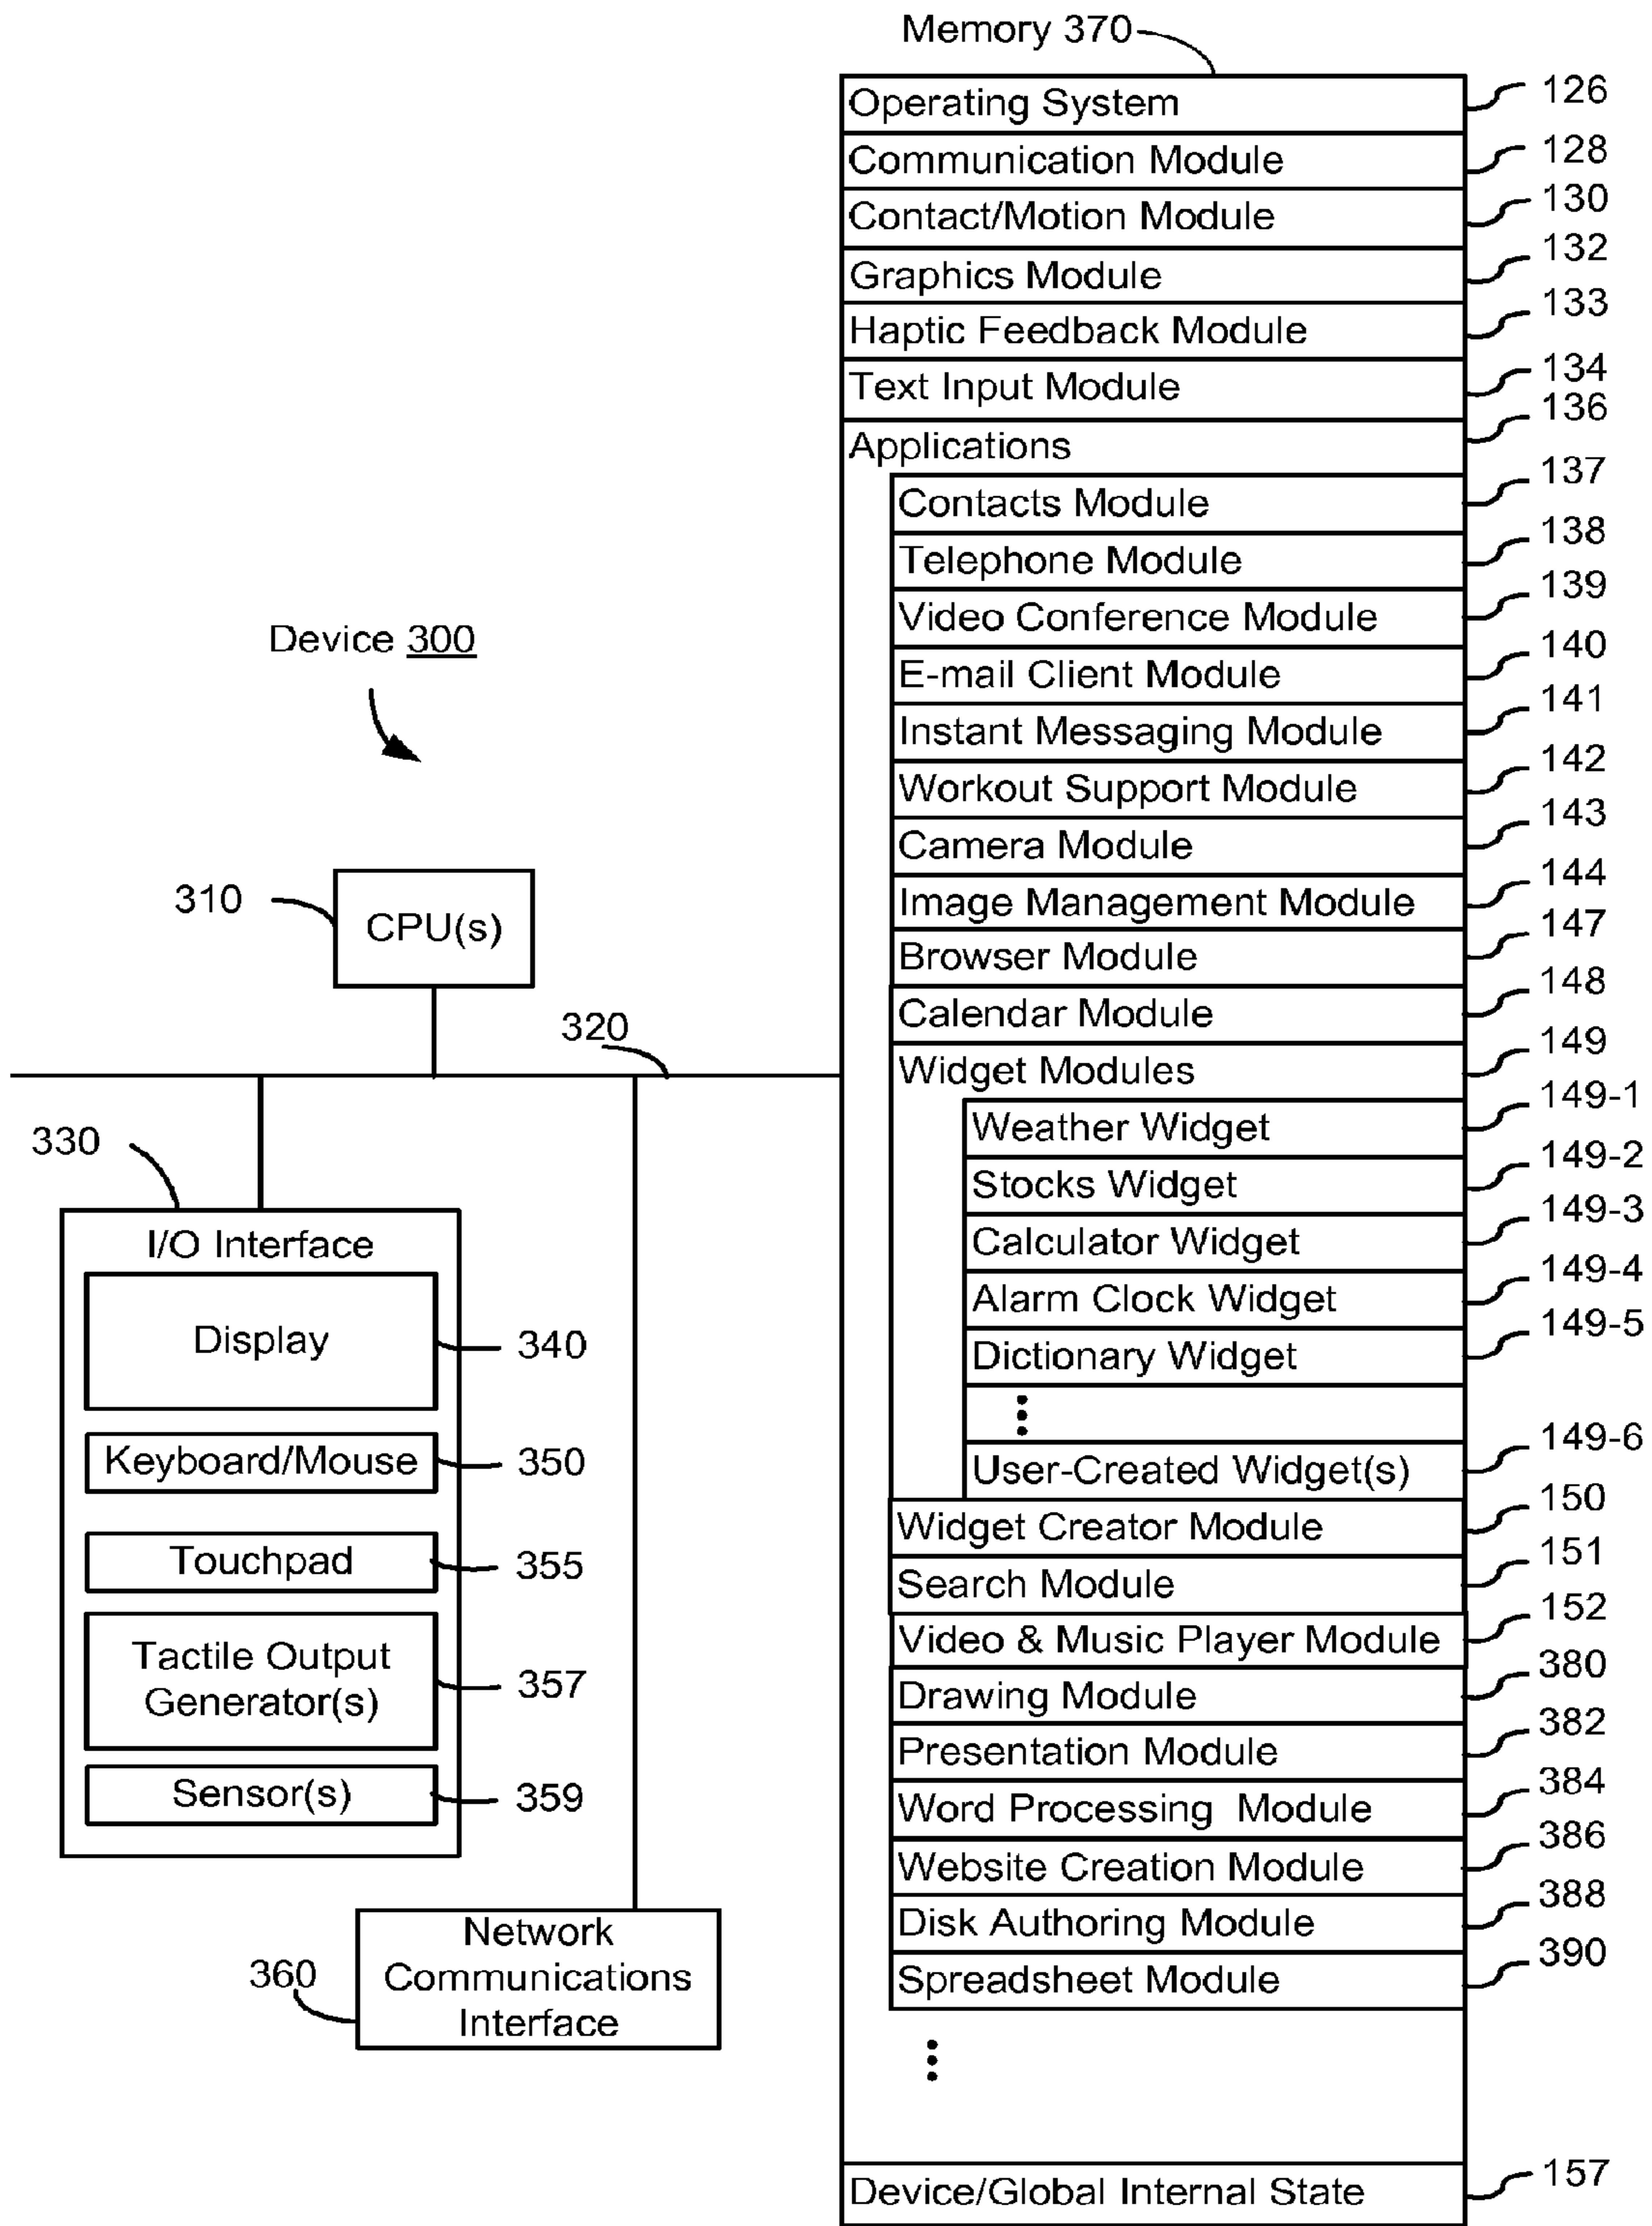 Memory 370
Operating System 126
Communication Module 128
Contact/Motion Module 130
Graphics Module 132
Haptic Feedback Module 133
Text Input Module 134
Applications 136
Contacts Module 137
Telephone Module 138
Video Conference Module 139
E-mail Client Module 140
Instant Messaging Module 141
Workout Support Module 142
Camera Module 143
Image Management Module 144
Browser Module 147
Calendar Module 148
Widget Modules 149
Weather Widget 149-1
Stocks Widget 149-2
Calculator Widget 149-3
Alarm Clock Widget 149-4
Dictionary Widget 149-5
User-Created Widget(s) 149-6
Widget Creator Module 150
Search Module 151
Video & Music Player Module 152
Drawing Module 380
Presentation Module 382
Word Processing Module 384
Website Creation Module 386
Disk Authoring Module 388
Spreadsheet Module 390
Device/Global Internal State 157
Device 300
310
CPU(s)
320
330
I/O Interface
Display 340
Keyboard/Mouse 350
Touchpad 355
Tactile Output
Generator(s) 357
Sensor(s) 359
360
Network
Communications
Interface